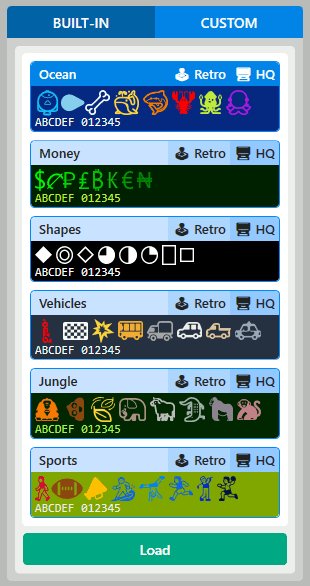 BUILT-IN CUSTOM
Ocean Retro HQ
ABCDEF 012345
Money Retro HQ
$ ₽ £ ₿ K € ₦
ABCDEF 012345
Shapes Retro HQ
ABCDEF 012345
Vehicles Retro HQ
ABCDEF 012345
Jungle Retro HQ
ABCDEF 012345
Sports Retro HQ
ABCDEF 012345
Load